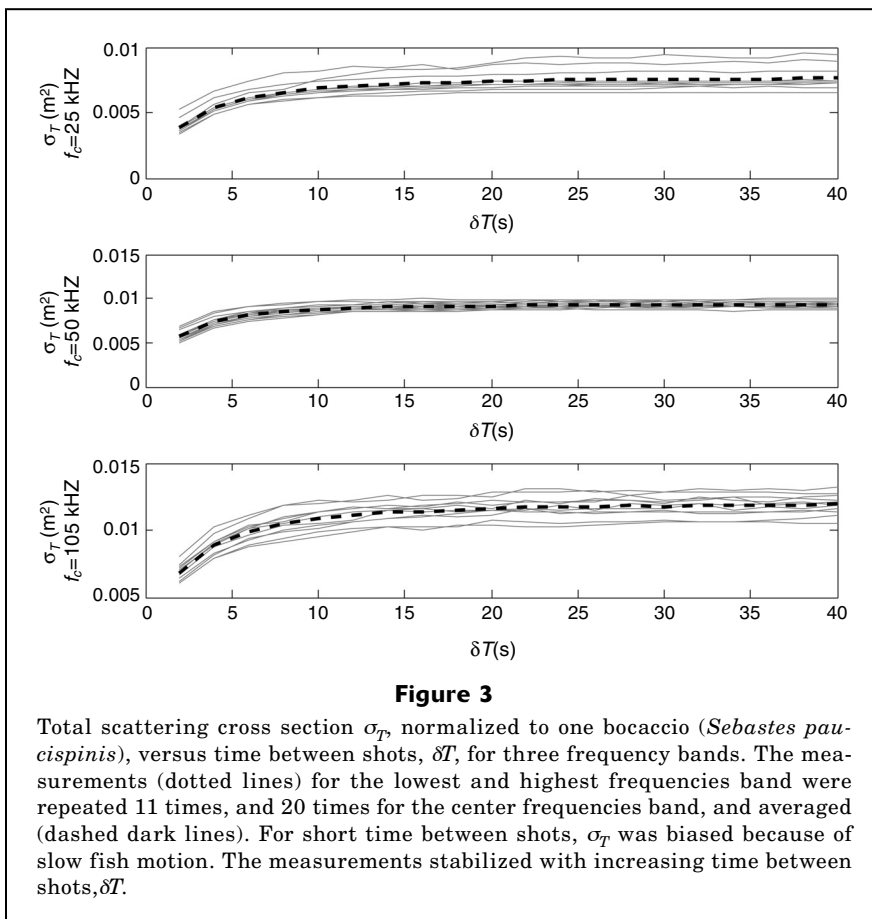 0.01
0.005
0
σT (m²)
fc=25 kHZ
0 5 10 15 20 25 30 35 40
δT(s)
0.015
0.01
0.005
0
σT (m²)
fc=50 kHZ
0 5 10 15 20 25 30 35 40
δT(s)
0.015
0.01
0.005
σT (m²)
fc=105 kHZ
0 5 10 15 20 25 30 35 40
δT(s)
Figure 3
Total scattering cross section σT, normalized to one bocaccio (Sebastes pau-
cispinis), versus time between shots, δT, for three frequency bands. The mea-
surements (dotted lines) for the lowest and highest frequencies band were
repeated 11 times, and 20 times for the center frequencies band, and averaged
(dashed dark lines). For short time between shots, σT was biased because of
slow fish motion. The measurements stabilized with increasing time between
shots,δT.